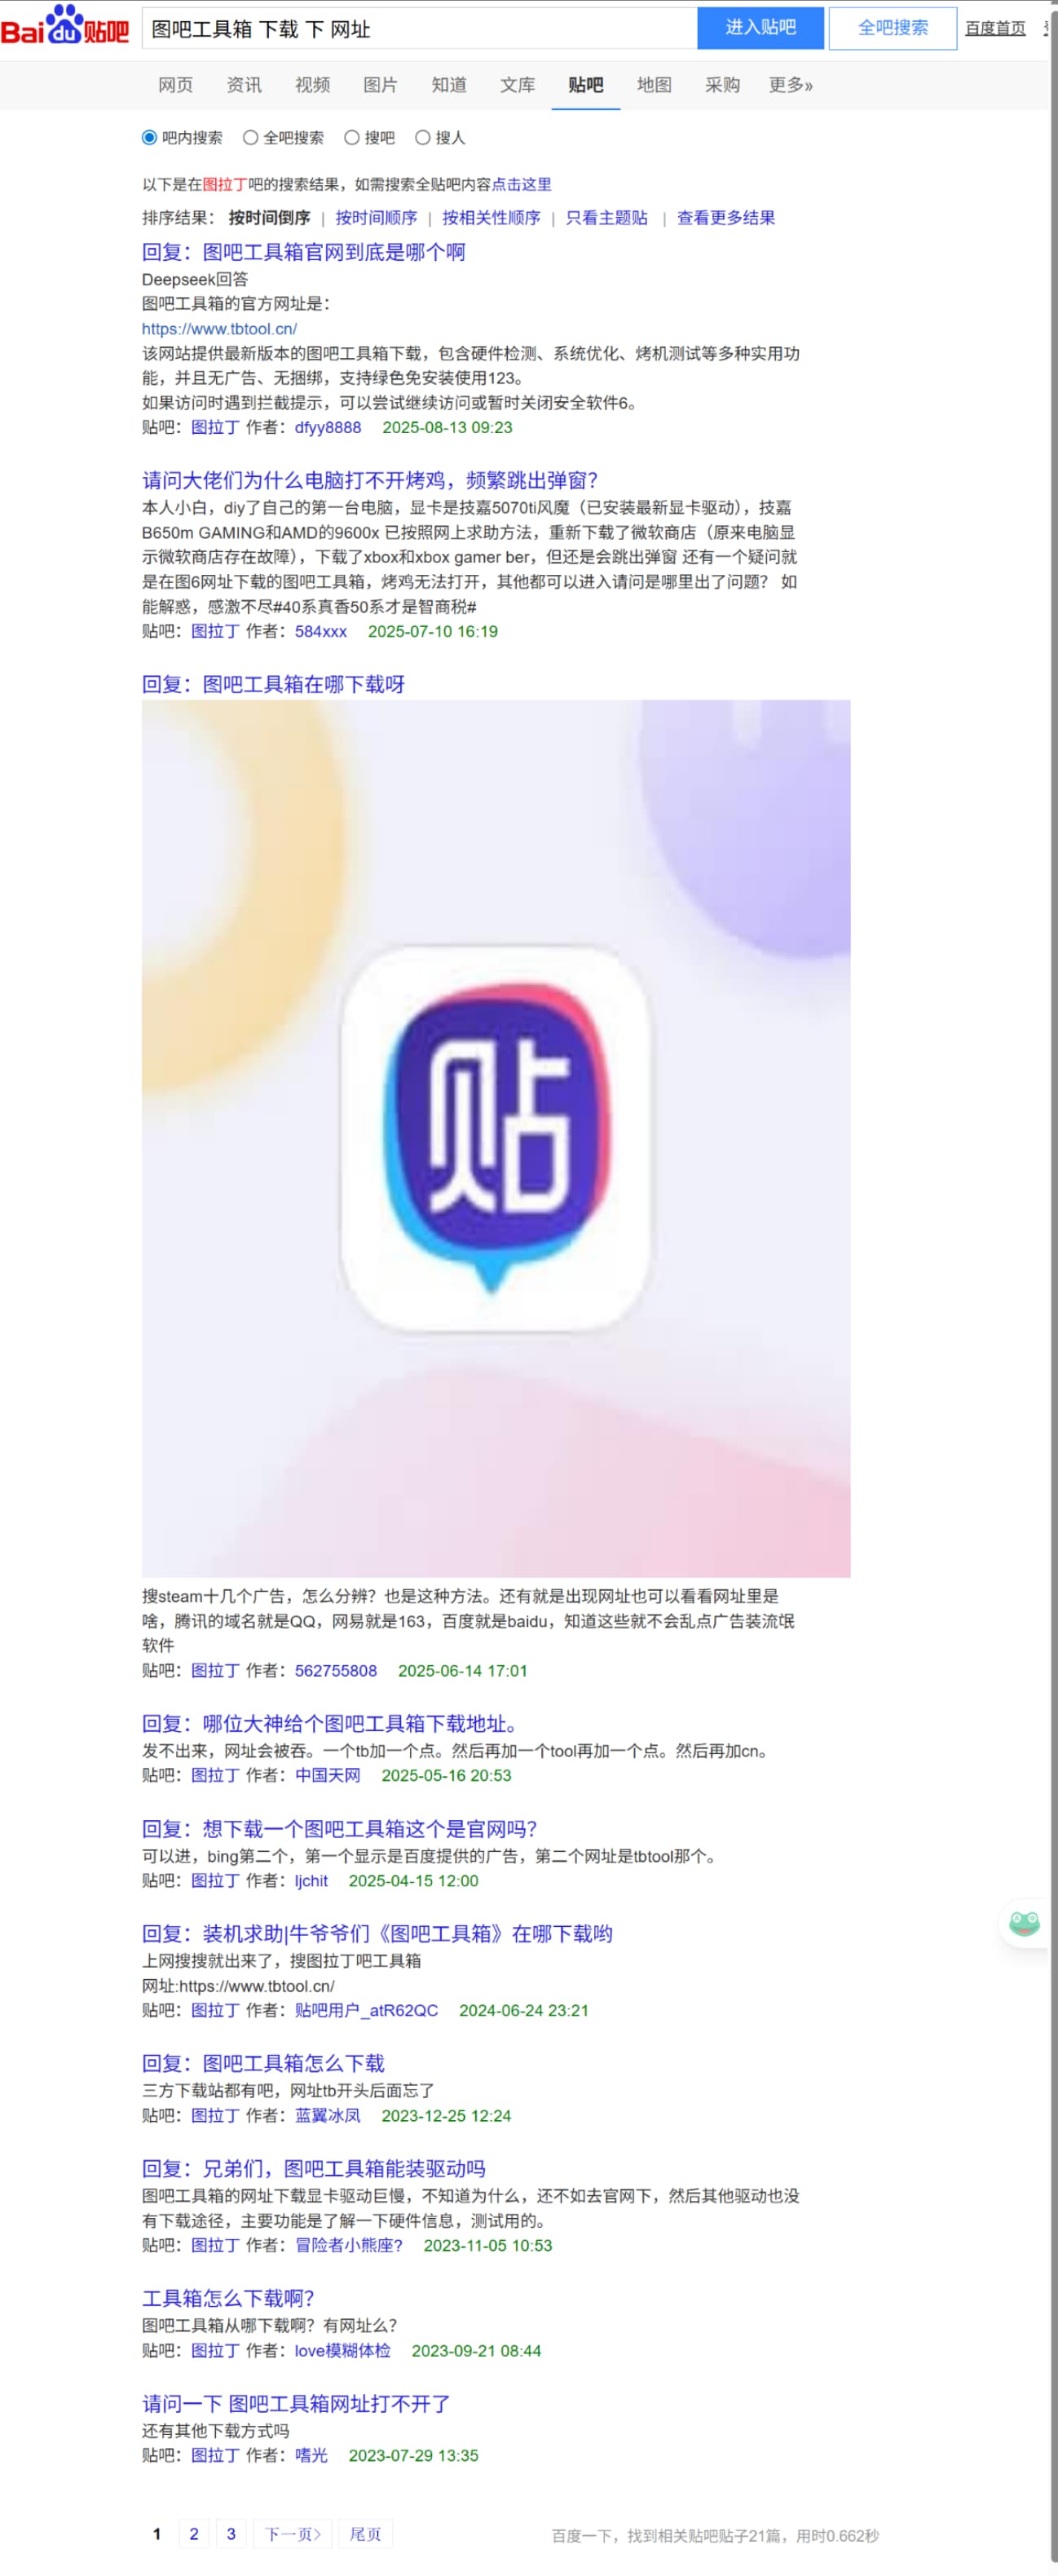 Bai du 贴吧
图吧工具箱 下载 下 网址
进入贴吧
全吧搜索
百度首页
网页 资讯 视频 图片 知道 文库 贴吧 地图 采购 更多»
吧内搜索 全吧搜索 搜吧 搜人
以下是在图拉丁吧的搜索结果，如需搜索全贴吧内容点击这里
排序结果： 按时间倒序 | 按时间顺序 | 按相关性顺序 | 只看主题贴 | 查看更多结果
回复：图吧工具箱官网到底是哪个啊
Deepseek回答
图吧工具箱的官方网址是：
https://www.tbtool.cn/
该网站提供最新版本的图吧工具箱下载，包含硬件检测、系统优化、烤机测试等多种实用功
能，并且无广告、无捆绑，支持绿色免安装使用123。
如果访问时遇到拦截提示，可以尝试继续访问或暂时关闭安全软件6。
贴吧：图拉丁 作者：dfyy8888 2025-08-13 09:23
请问大佬们为什么电脑打不开烤鸡，频繁跳出弹窗？
本人小白，diy了自己的第一台电脑，显卡是技嘉5070ti风魔（已安装最新显卡驱动），技嘉
B650m GAMING和AMD的9600x 已按照网上求助方法，重新下载了微软商店（原来电脑显
示微软商店存在故障），下载了xbox和xbox gamer ber，但还是会跳出弹窗 还有一个疑问就
是在图6网址下载的图吧工具箱，烤鸡无法打开，其他都可以进入请问是哪里出了问题？ 如
能解惑，感激不尽#40系真香50系才是智商税#
贴吧：图拉丁 作者：584xxx 2025-07-10 16:19
回复：图吧工具箱在哪下载呀
贴
搜steam十几个广告，怎么分辨？也是这种方法。还有就是出现网址也可以看看网址里是
啥，腾讯的域名就是QQ，网易就是163，百度就是baidu，知道这些就不会乱点广告装流氓
软件
贴吧：图拉丁 作者：562755808 2025-06-14 17:01
回复：哪位大神给个图吧工具箱下载地址。
发不出来，网址会被吞。一个tb加一个点。然后再加一个tool再加一个点。然后再加cn。
贴吧：图拉丁 作者：中国天网 2025-05-16 20:53
回复：想下载一个图吧工具箱这个是官网吗？
可以进，bing第二个，第一个显示是百度提供的广告，第二个网址是tbtool那个。
贴吧：图拉丁 作者：ljchit 2025-04-15 12:00
回复：装机求助|牛爷爷们《图吧工具箱》在哪下载哟
上网搜搜就出来了，搜图拉丁吧工具箱
网址:https://www.tbtool.cn/
贴吧：图拉丁 作者：贴吧用户_atR62QC 2024-06-24 23:21
回复：图吧工具箱怎么下载
三方下载站都有吧，网址tb开头后面忘了
贴吧：图拉丁 作者：蓝翼冰凤 2023-12-25 12:24
回复：兄弟们，图吧工具箱能装驱动吗
图吧工具箱的网址下载显卡驱动巨慢，不知道为什么，还不如去官网下，然后其他驱动也没
有下载途径，主要功能是了解一下硬件信息，测试用的。
贴吧：图拉丁 作者：冒险者小熊座? 2023-11-05 10:53
工具箱怎么下载啊？
图吧工具箱从哪下载啊？有网址么？
贴吧：图拉丁 作者：love模糊体检 2023-09-21 08:44
请问一下 图吧工具箱网址打不开了
还有其他下载方式吗
贴吧：图拉丁 作者：嗜光 2023-07-29 13:35
1 2 3 下一页> 尾页
百度一下，找到相关贴吧贴子21篇，用时0.662秒